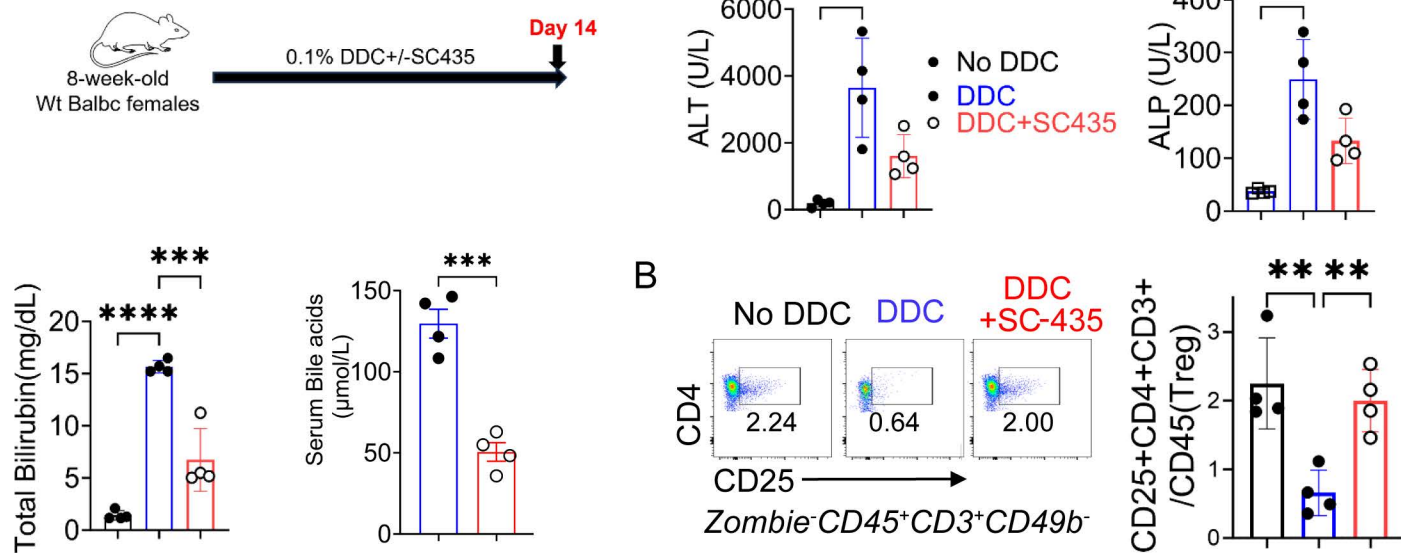 Day 14
0.1% DDC+/-SC435
8-week-old
Wt Balbc females
ALT (U/L)
6000
4000
2000
0
No DDC
DDC
DDC+SC435
ALP (U/L)
400
300
200
100
0
Total Bilirubin(mg/dL)
20
15
10
5
0
****
***
Serum Bile acids
(µmol/L)
150
100
50
0
***
B
No DDC
DDC
DDC
+SC-435
CD4
2.24
0.64
2.00
CD25
Zombie-CD45+CD3+CD49b-
CD25+CD4+CD3+
/CD45(Treg)
3
2
1
0
**
**